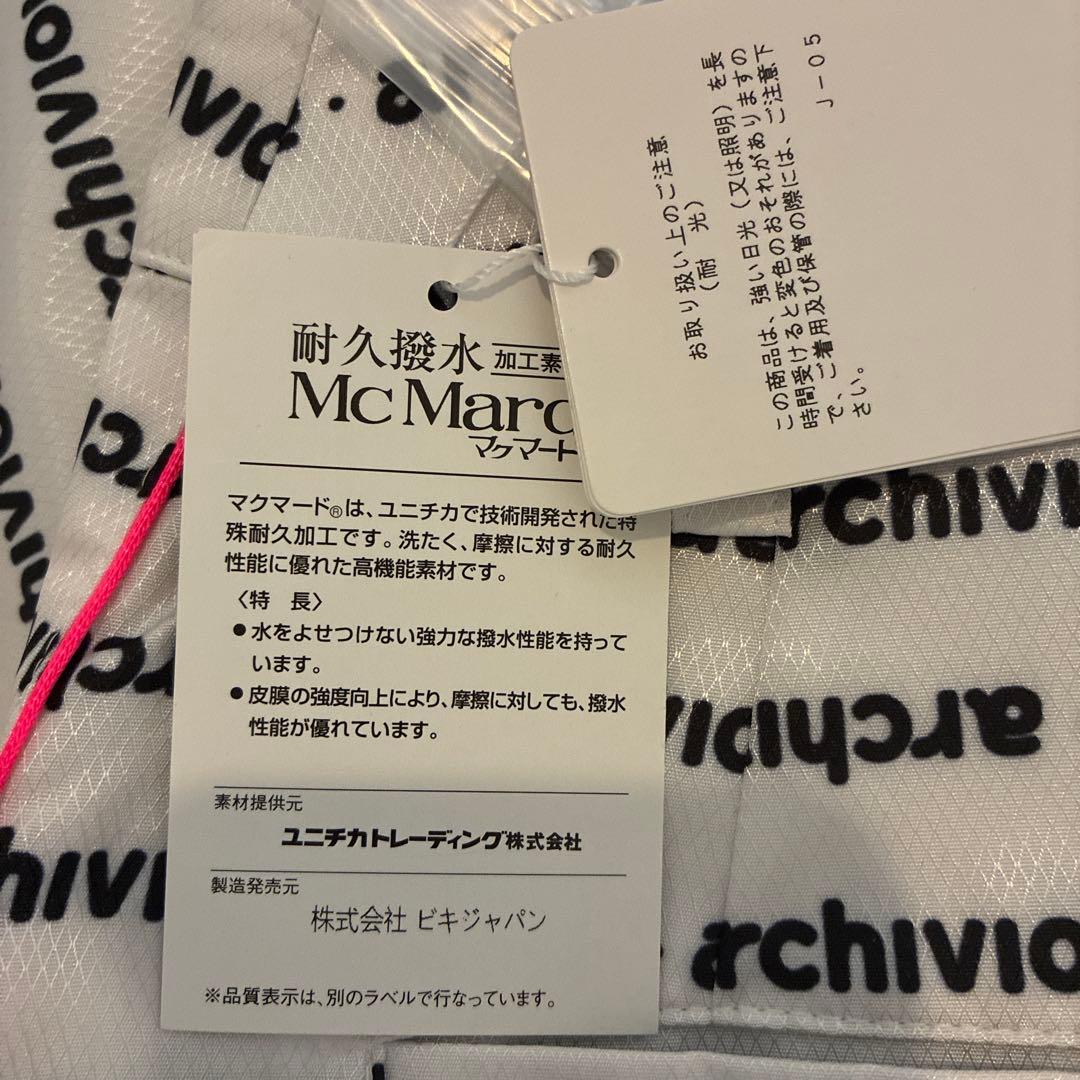 耐久撥水 加工素
Mc Mard
マクマード
マクマード®は、ユニチカで技術開発された特
殊耐久加工です。洗たく、摩擦に対する耐久
性能に優れた高機能素材です。
〈特 長〉
●水をよせつけない強力な撥水性能を持って
います。
●皮膜の強度向上により、摩擦に対しても、撥水
性能が優れています。
素材提供元
ユニチカトレーディング株式会社
製造発売元
株式会社 ビキジャパン
※品質表示は、別のラベルで行なっています。
お取り扱い上のご注意
(耐 光)
この商品は、強い日光(又は照明)を長
時間受けると変色のおそれがありますの
で、ご着用及び保管の際には、ご注意下
さい。
J-05
archivio
archivio
archivio
archivio